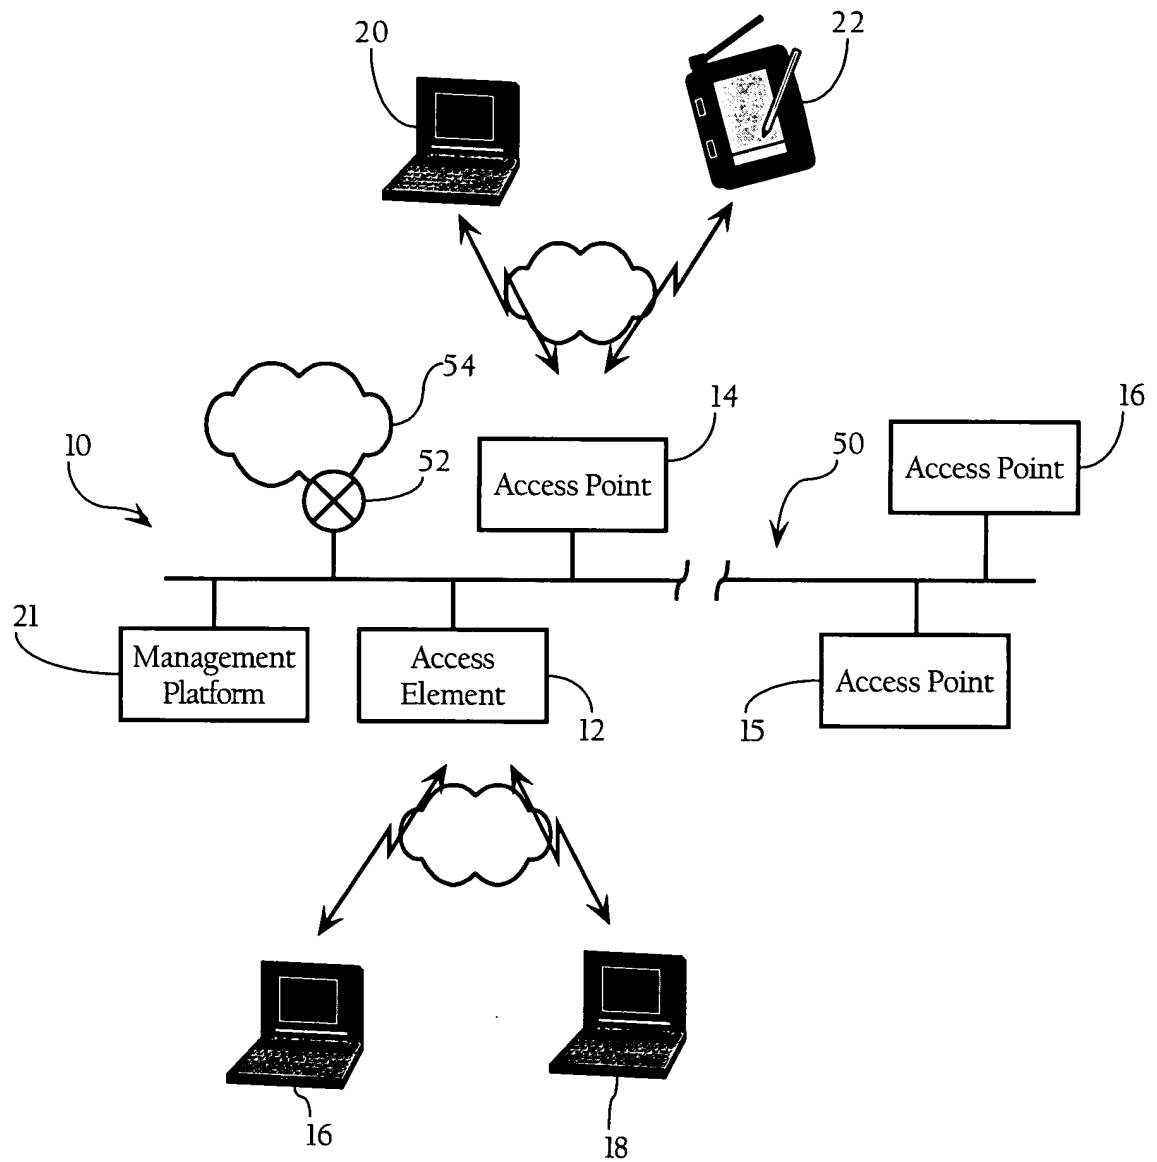 20
22
54
14
16
10
52
50
Access Point
Access Point
21
Management
Platform
Access
Element
Access Point
12
15
16
18